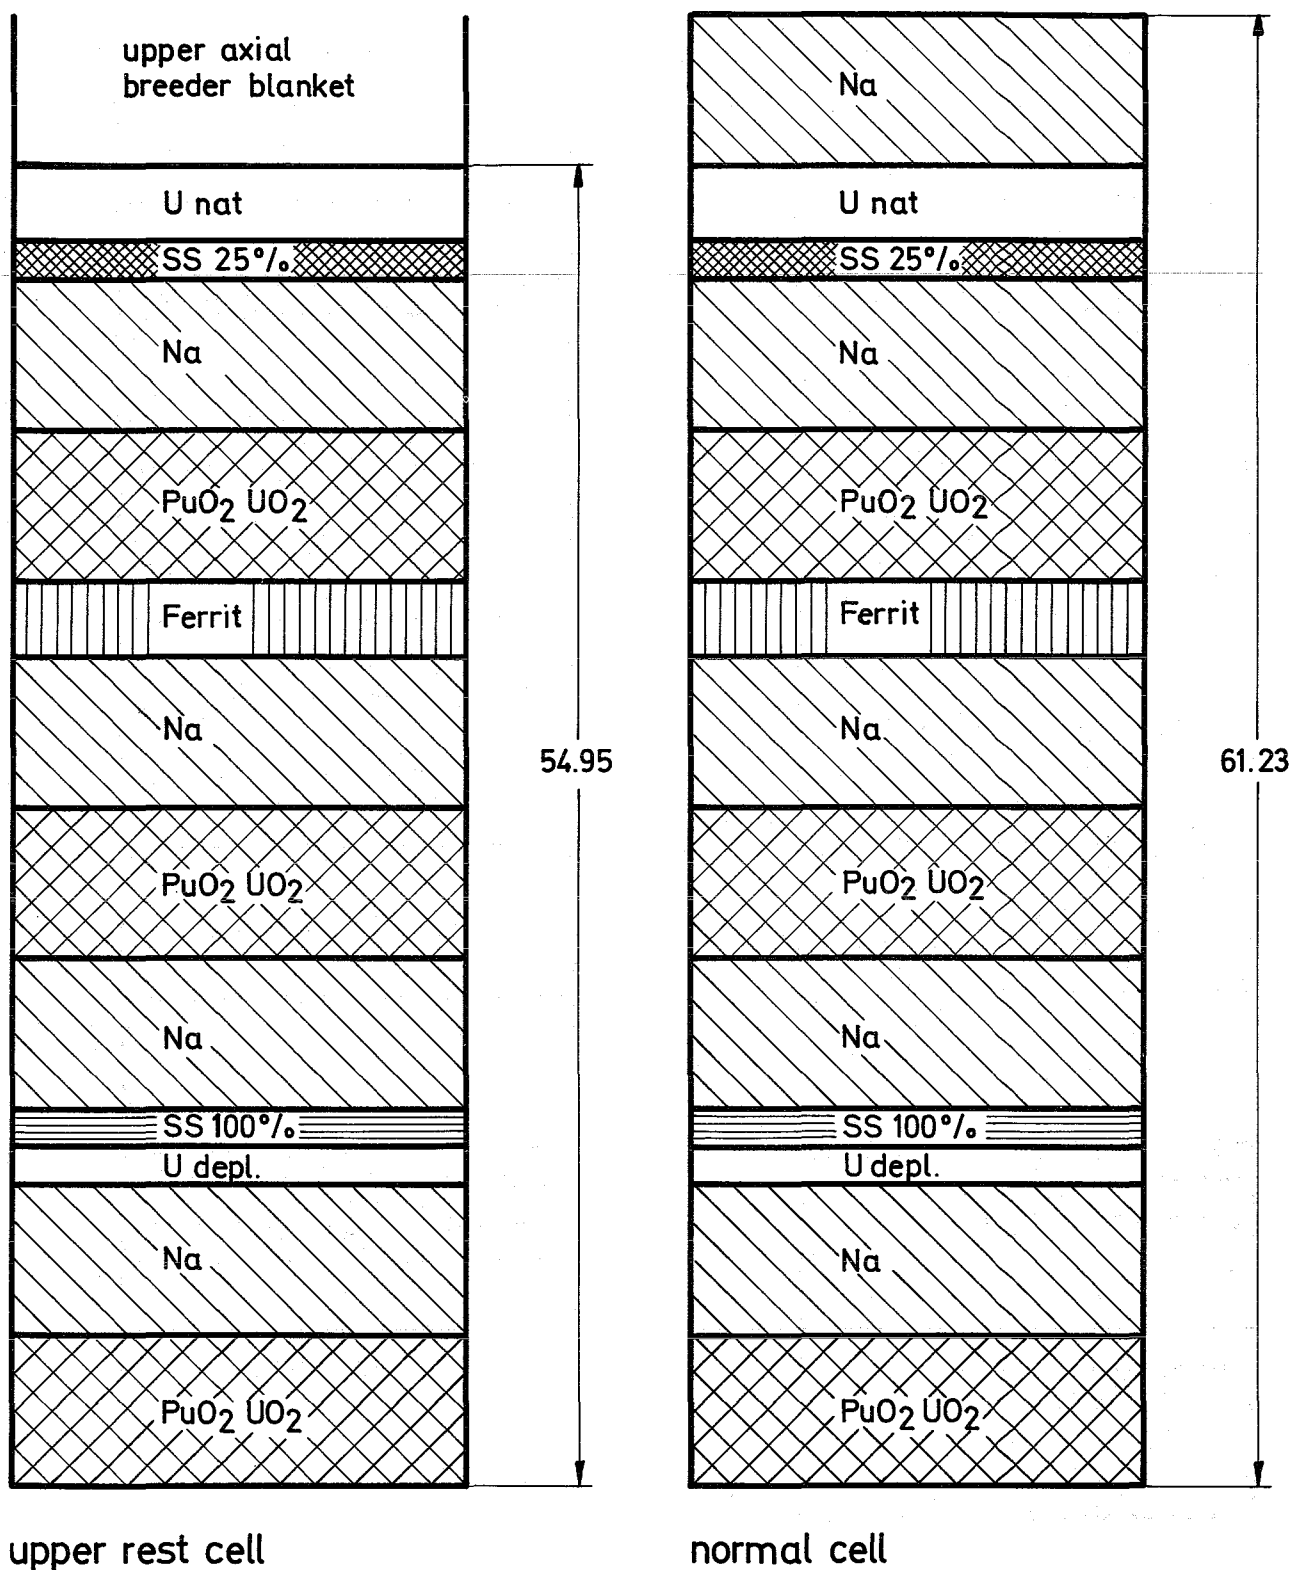 upper axial
breeder blanket
U nat
SS 25%
Na
PuO2 UO2
Ferrit
Na
PuO2 UO2
Na
SS 100%
U depl.
Na
PuO2 UO2
54.95
upper rest cell
Na
U nat
SS 25%
Na
PuO2 UO2
Ferrit
Na
PuO2 UO2
Na
SS 100%
U depl.
Na
PuO2 UO2
61.23
normal cell